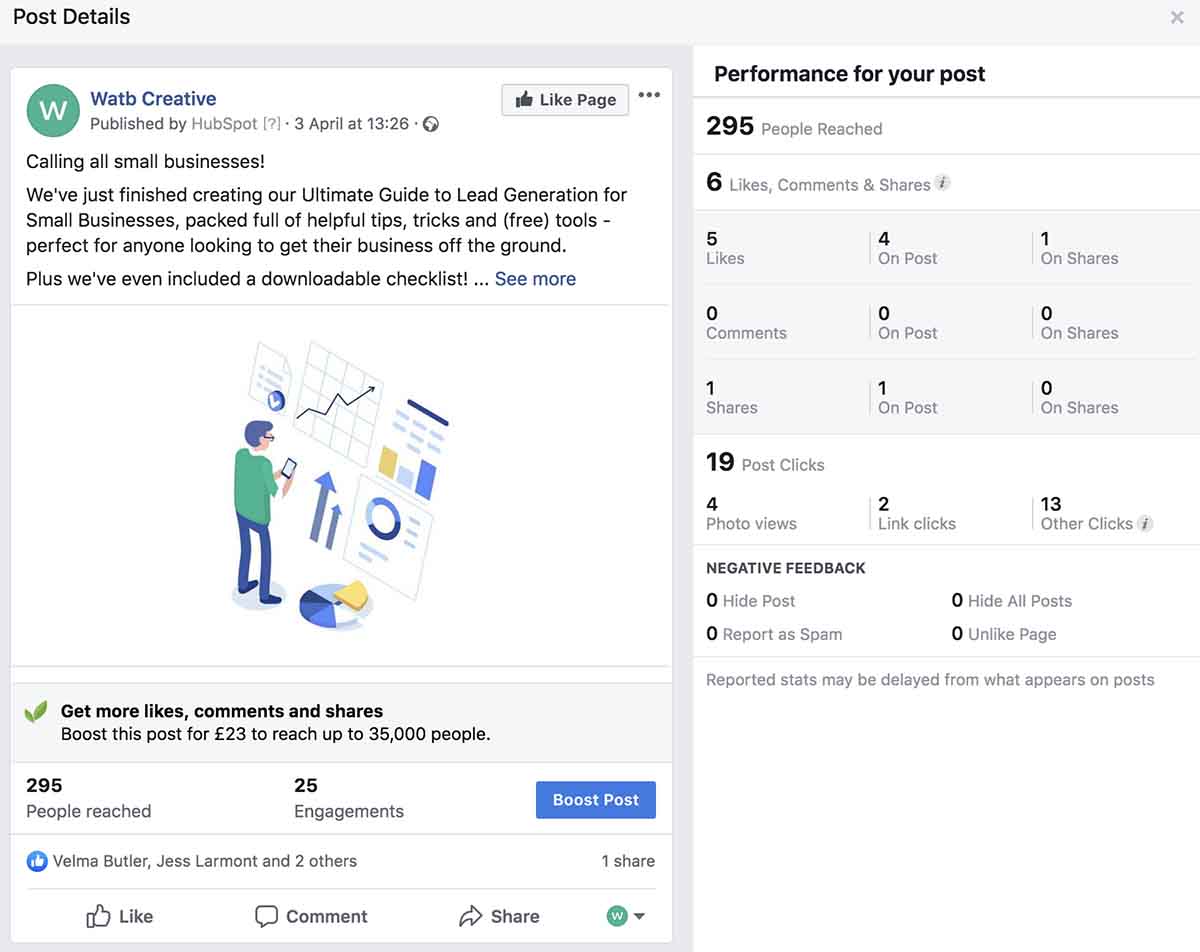 Post Details
×
W
Watb Creative
Published by HubSpot [?] · 3 April at 13:26 ·
Like Page
Calling all small businesses!
We've just finished creating our Ultimate Guide to Lead Generation for
Small Businesses, packed full of helpful tips, tricks and (free) tools -
perfect for anyone looking to get their business off the ground.
Plus we've even included a downloadable checklist! ... See more
Get more likes, comments and shares
Boost this post for £23 to reach up to 35,000 people.
295
People reached
25
Engagements
Boost Post
Velma Butler, Jess Larmont and 2 others
1 share
Like
Comment
Share
W
Performance for your post
295 People Reached
6 Likes, Comments & Shares i
5
Likes
4
On Post
1
On Shares
0
Comments
0
On Post
0
On Shares
1
Shares
1
On Post
0
On Shares
19 Post Clicks
4
Photo views
2
Link clicks
13
Other Clicks i
NEGATIVE FEEDBACK
0 Hide Post
0 Hide All Posts
0 Report as Spam
0 Unlike Page
Reported stats may be delayed from what appears on posts